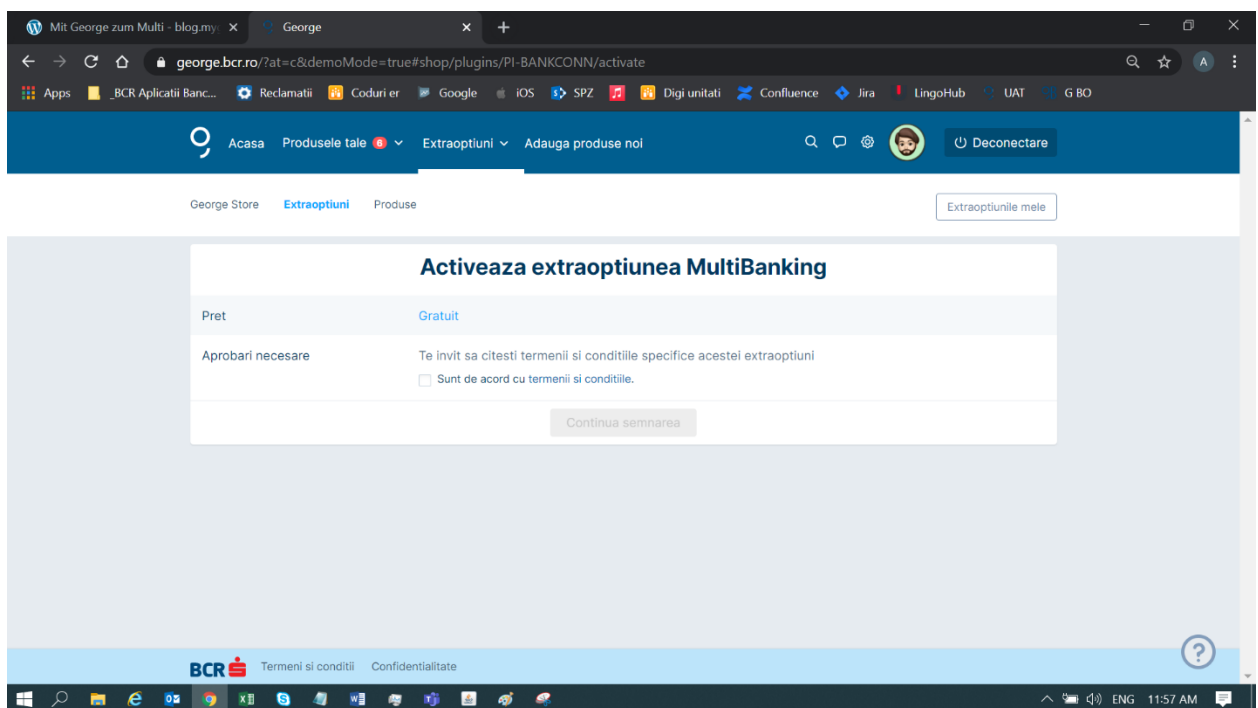 Mit George zum Multi - blog.my
George
george.bcr.ro/?at=c&demoMode=true#shop/plugins/PI-BANKCONN/activate
A
Apps _BCR Aplicatii Banc... Reclamatii Coduri er Google iOS SPZ Digi unitati Confluence Jira LingoHub UAT G BO
Acasa Produsele tale 6 Extraoptiuni Adauga produse noi Deconectare
George Store Extraoptiuni Produse Extraoptiunile mele
Activeaza extraoptiunea MultiBanking
Pret Gratuit
Aprobari necesare Te invit sa citesti termenii si conditiile specifice acestei extraoptiuni
Sunt de acord cu termenii si conditiile.
Continua semnarea
?
BCR Termeni si conditii Confidentialitate
ENG 11:57 AM